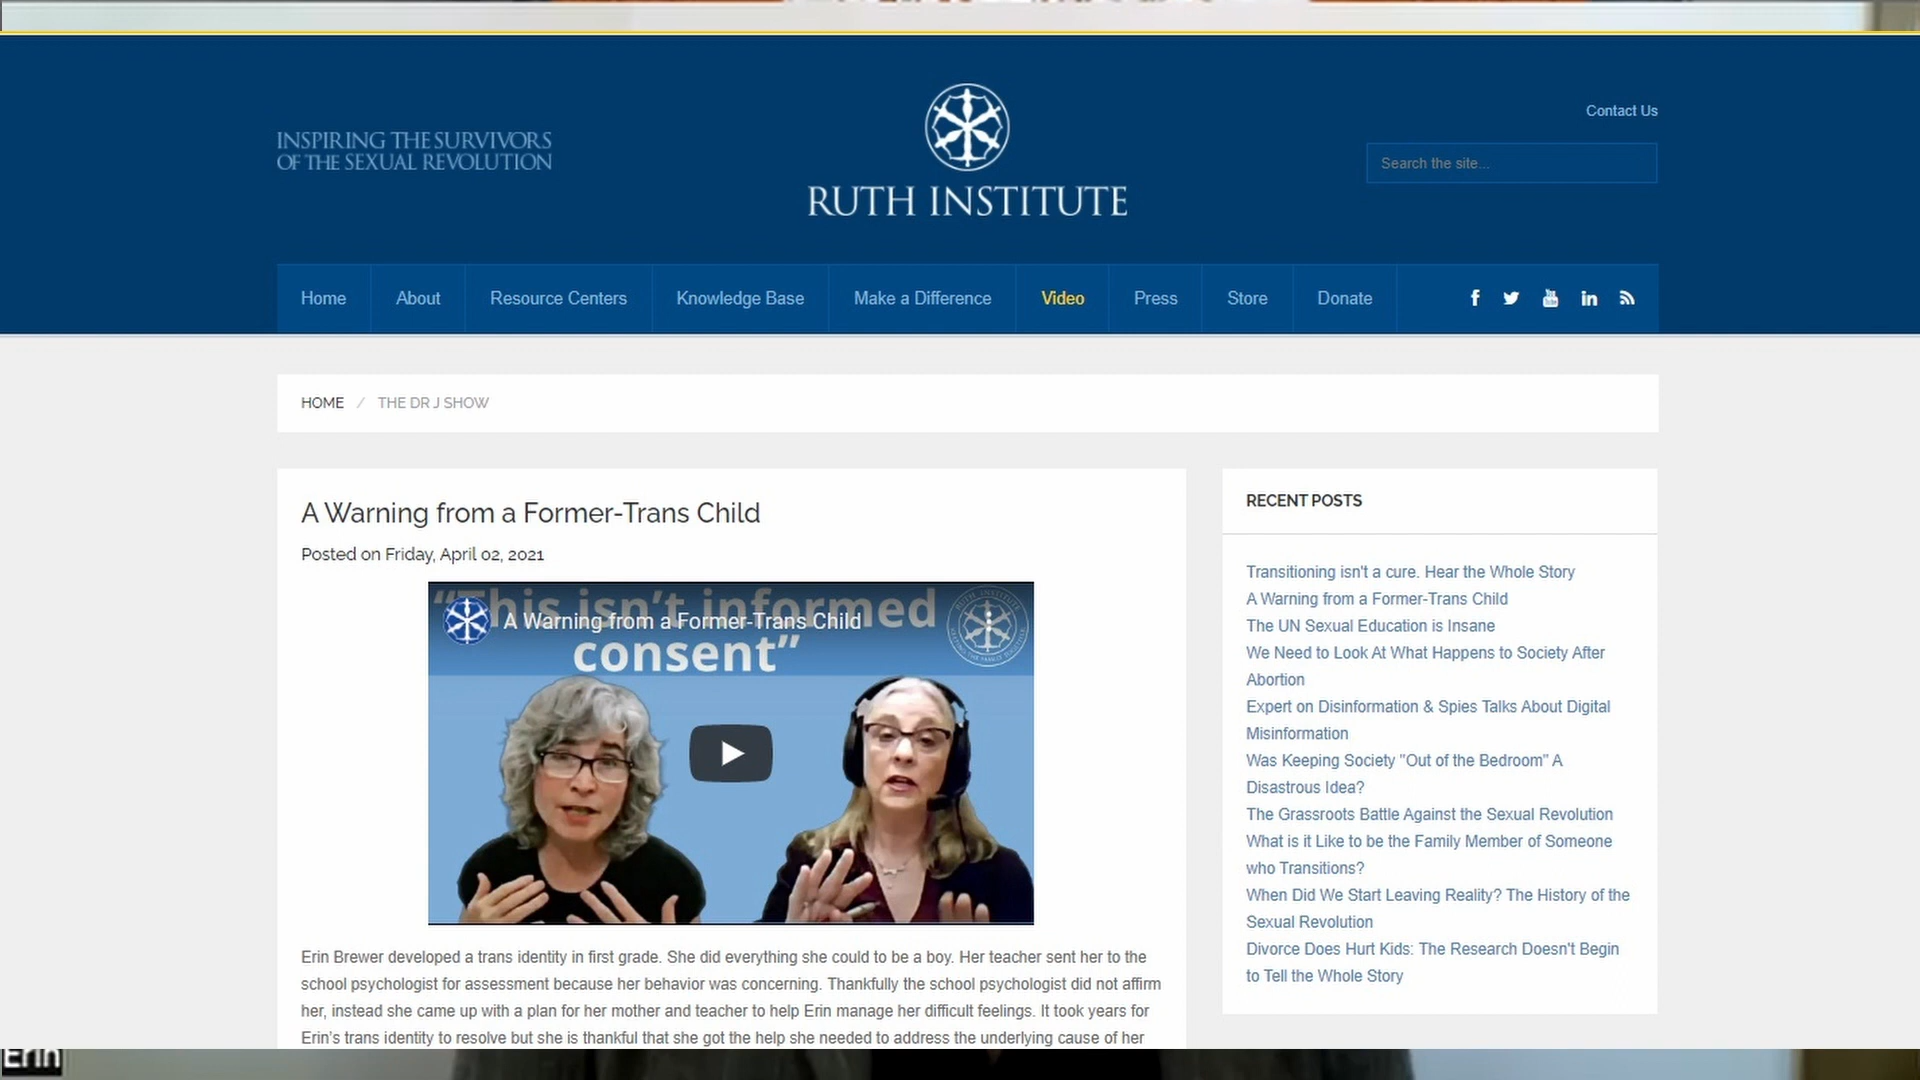 INSPIRING THE SURVIVORS
OF THE SEXUAL REVOLUTION
RUTH INSTITUTE
Contact Us
Search the site...
Home
About
Resource Centers
Knowledge Base
Make a Difference
Video
Press
Store
Donate
HOME / THE DR J SHOW
A Warning from a Former-Trans Child
Posted on Friday, April 02, 2021
"This isn't informed
A Warning from a Former-Trans Child
consent"
Erin Brewer developed a trans identity in first grade. She did everything she could to be a boy. Her teacher sent her to the
school psychologist for assessment because her behavior was concerning. Thankfully the school psychologist did not affirm
her, instead she came up with a plan for her mother and teacher to help Erin manage her difficult feelings. It took years for
Erin's trans identity to resolve but she is thankful that she got the help she needed to address the underlying cause of her
RECENT POSTS
Transitioning isn't a cure. Hear the Whole Story
A Warning from a Former-Trans Child
The UN Sexual Education is Insane
We Need to Look At What Happens to Society After
Abortion
Expert on Disinformation & Spies Talks About Digital
Misinformation
Was Keeping Society "Out of the Bedroom" A
Disastrous Idea?
The Grassroots Battle Against the Sexual Revolution
What is it Like to be the Family Member of Someone
who Transitions?
When Did We Start Leaving Reality? The History of the
Sexual Revolution
Divorce Does Hurt Kids: The Research Doesn't Begin
to Tell the Whole Story
Erin